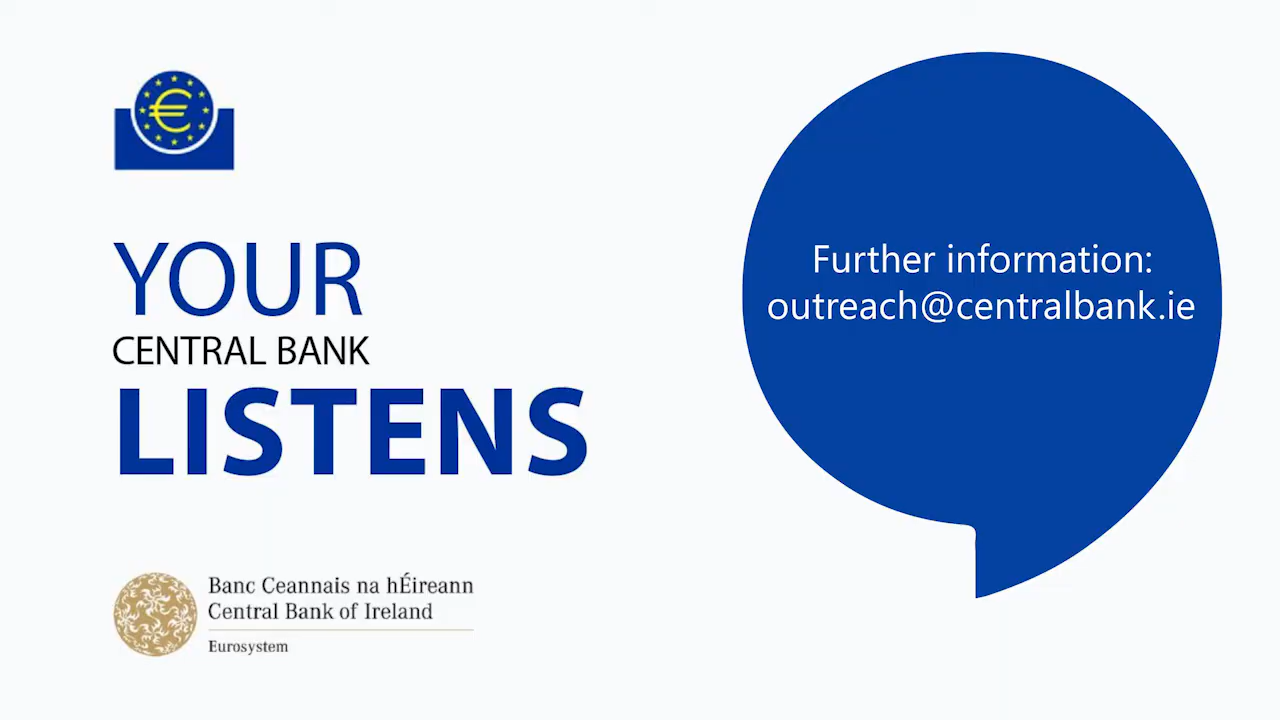 YOUR
CENTRAL BANK
LISTENS
Banc Ceannais na hÉireann
Central Bank of Ireland
Eurosystem
Further information:
outreach@centralbank.ie